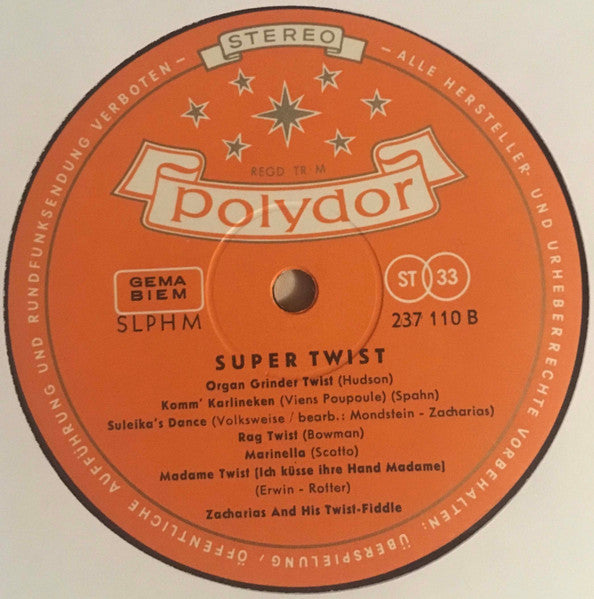 STEREO
REGD TR M
polydor
GEMA
BIEM
SLPHM
ST 33
237 110 B
SUPER TWIST
Organ Grinder Twist (Hudson)
Komm' Karlineken (Viens Poupoule) (Spahn)
Suleika's Dance (Volksweise / bearb.: Mondstein - Zacharias)
Rag Twist (Bowman)
Marinella (Scotto)
Madame Twist [Ich küsse ihre Hand Madame]
(Erwin - Rotter)
Zacharias And His Twist-Fiddle
– ALLE HERSTELLER- UND URHEBERRECHTE VORBEHALTEN: ÜBERSPIELUNG / ÖFFENTLICHE AUFFÜHRUNG UND RUNDFUNKSENDUNG VERBOTEN –